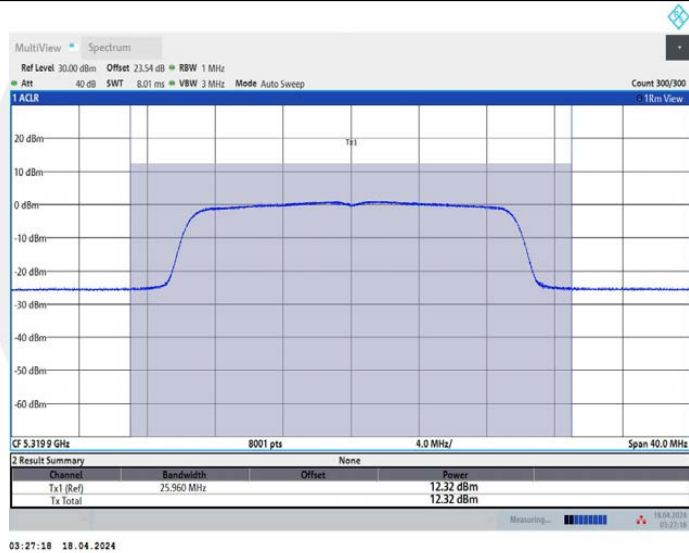 MultiView Spectrum
Ref Level 30.00 dBm Offset 23.54 dB RBW 1 MHz
Att 40 dB SWT 8.01 ms VBW 3 MHz Mode Auto Sweep Count 300/300
1 ACLR 1Rm View
Tx1
20 dBm
10 dBm
0 dBm
-10 dBm
-20 dBm
-30 dBm
-40 dBm
-50 dBm
-60 dBm
CF 5.3199 GHz 8001 pts 4.0 MHz/ Span 40.0 MHz
2 Result Summary None
Channel Bandwidth Offset Power
Tx1 (Ref) 25.960 MHz 12.32 dBm
Tx Total 12.32 dBm
Measuring... 18.04.2024
03:27:18
03:27:18 18.04.2024